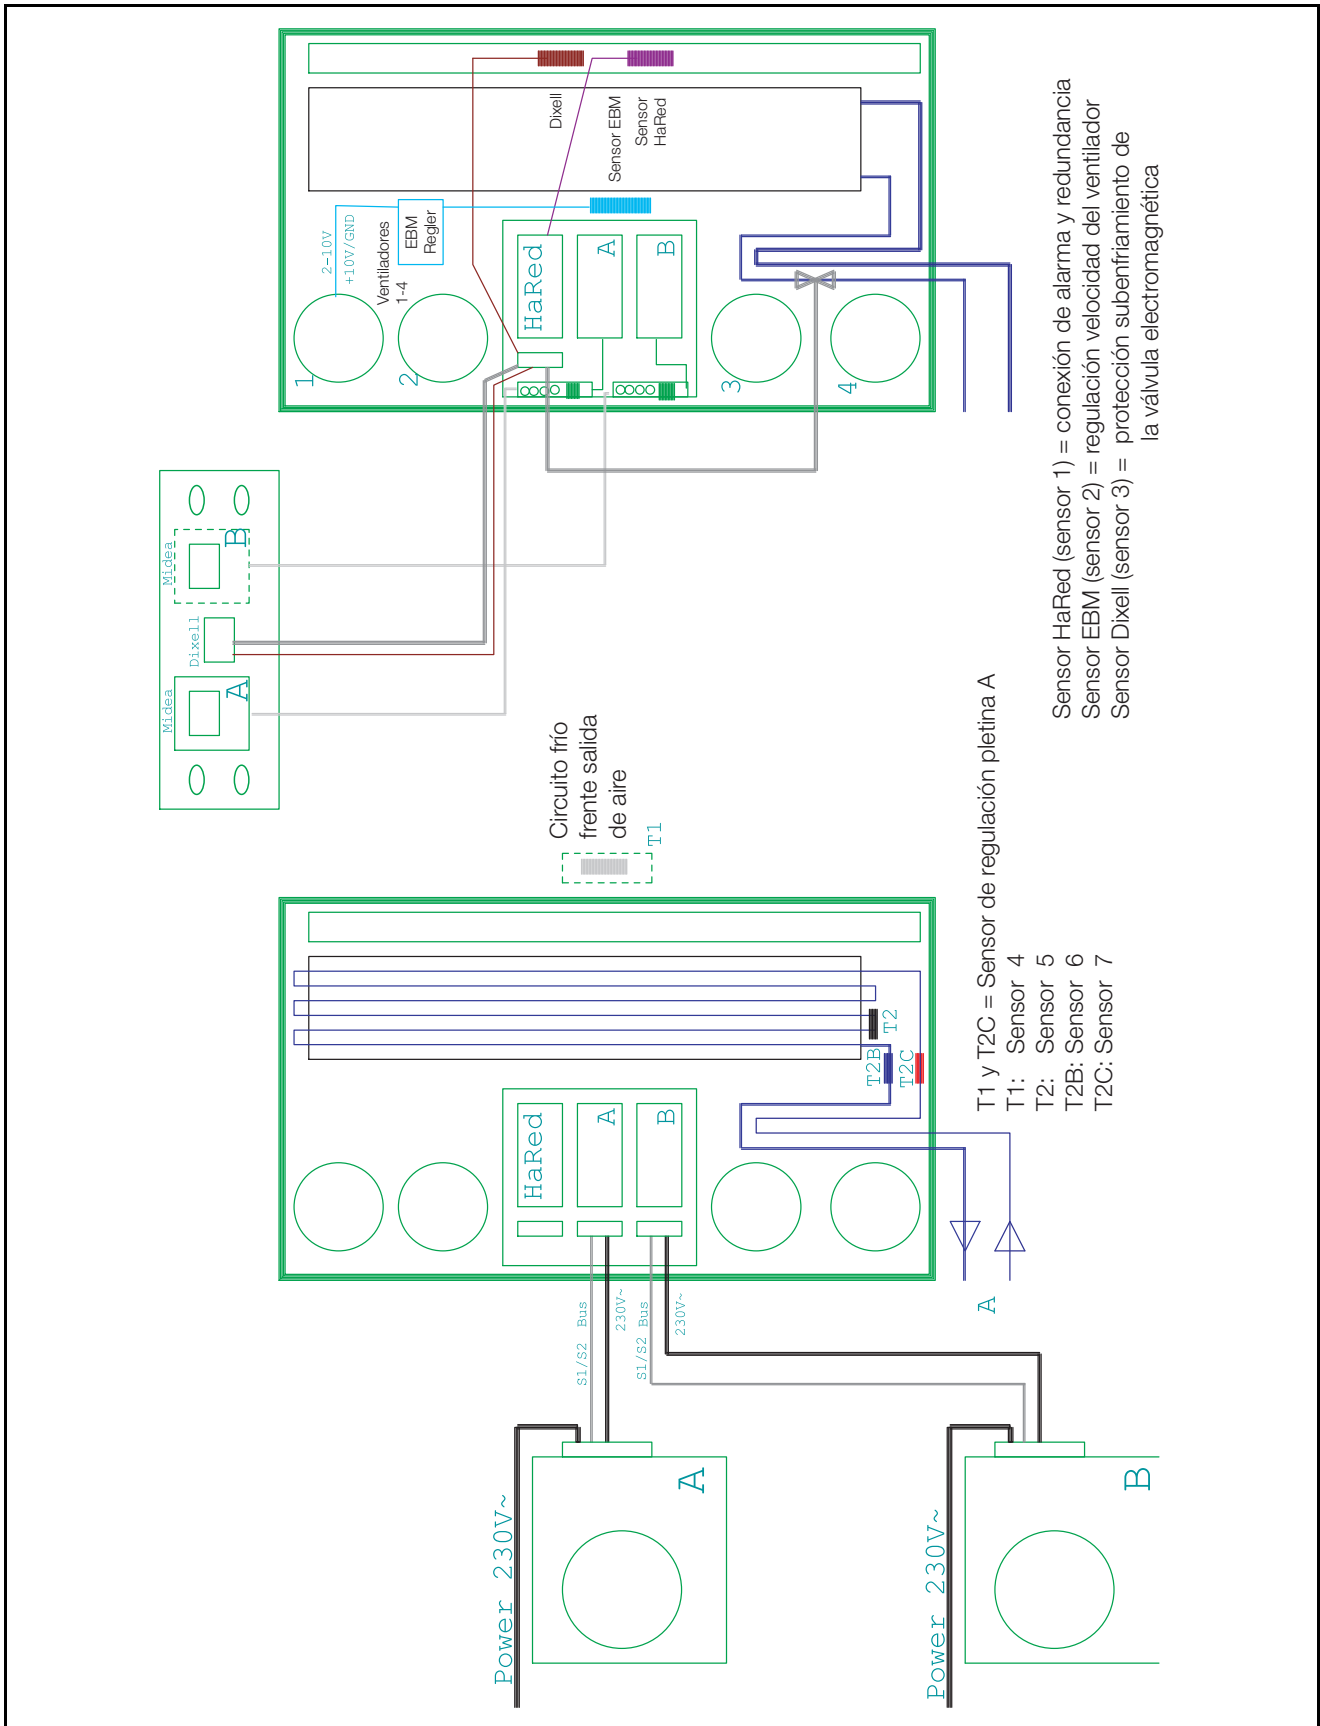 Midea
A
Dixell
Midea
B
1
2
3
4
2-10V
+10V/GND
Ventiladores
1-4
EBM
Regler
HaRed
A
B
Dixell
Sensor EBM
Sensor
HaRed
Sensor HaRed (sensor 1) = conexión de alarma y redundancia
Sensor EBM (sensor 2) = regulación velocidad del ventilador
Sensor Dixell (sensor 3) = protección subenfriamiento de
la válvula electromagnética
Circuito frío
frente salida
de aire
T1
HaRed
A
B
T2
T2B
T2C
T1 y T2C = Sensor de regulación pletina A
T1: Sensor 4
T2: Sensor 5
T2B: Sensor 6
T2C: Sensor 7
A
S1/S2 Bus
230V~
S1/S2 Bus
230V~
Power 230V~
A
Power 230V~
B